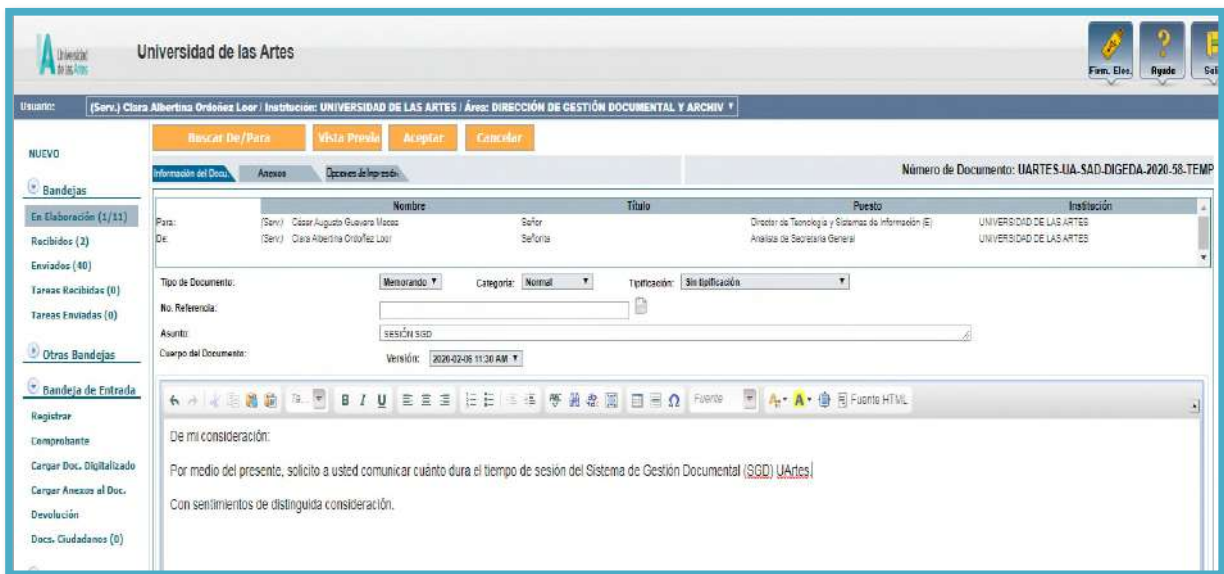 Universidad de las Artes
Universidad de las Artes
Firm. Elec. Ayuda Sali
Usuario: (Serv.) Clara Albertina Ordoñez Loor / Institución: UNIVERSIDAD DE LAS ARTES / Área: DIRECCIÓN DE GESTIÓN DOCUMENTAL Y ARCHIV
Buscar De/Para Vista Previa Aceptar Cancelar
NUEVO
Información del Docu. Anexos Opciones de Impresión
Número de Documento: UARTES-UA-SAD-DIGEDA-2020-58-TEMP
Bandejas
En Elaboración (1/11)
Recibidos (2)
Enviados (40)
Tareas Recibidas (0)
Tareas Enviadas (0)
Otras Bandejas
Bandeja de Entrada
Registrar
Comprobante
Cargar Doc. Digitalizado
Cargar Anexos al Doc.
Devolución
Docs. Ciudadanos (0)
Nombre Título Puesto Institución
Para: (Serv.) César Augusto Guevara Macas Señor Director de Tecnología y Sistemas de Información (E) UNIVERSIDAD DE LAS ARTES
De: (Serv.) Clara Albertina Ordoñez Loor Señorita Analista de Secretaría General UNIVERSIDAD DE LAS ARTES
Tipo de Documento: Memorando Categoría: Normal Tipificación: Sin tipificación
No. Referencia:
Asunto: SESIÓN SGD
Cuerpo del Documento: Versión: 2020-02-06 11:30 AM
Ta... B I U Fuente A A Fuente HTML
De mi consideración:
Por medio del presente, solicito a usted comunicar cuánto dura el tiempo de sesión del Sistema de Gestión Documental (SGD) UArtes.
Con sentimientos de distinguida consideración.